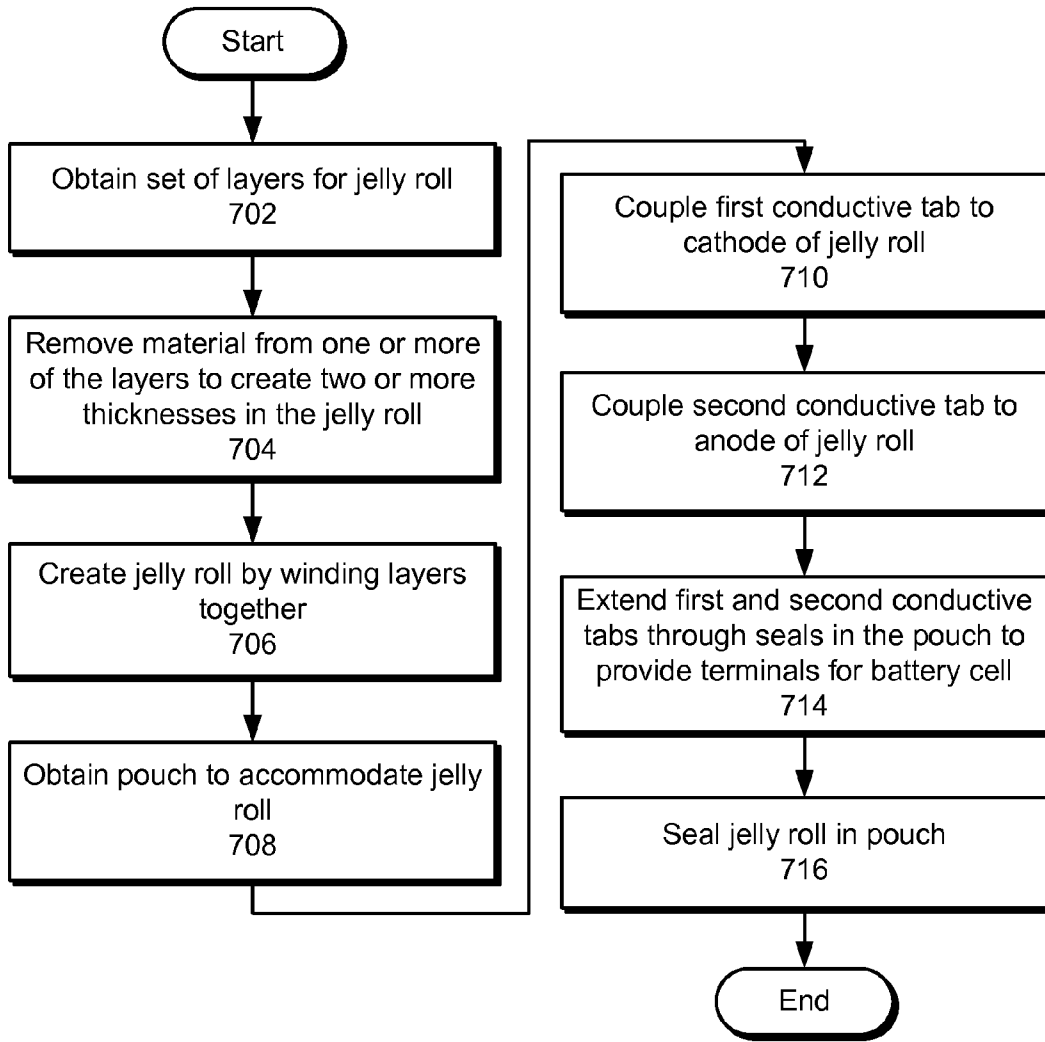 Start
Obtain set of layers for jelly roll
702
Remove material from one or more
of the layers to create two or more
thicknesses in the jelly roll
704
Create jelly roll by winding layers
together
706
Obtain pouch to accommodate jelly
roll
708
Couple first conductive tab to
cathode of jelly roll
710
Couple second conductive tab to
anode of jelly roll
712
Extend first and second conductive
tabs through seals in the pouch to
provide terminals for battery cell
714
Seal jelly roll in pouch
716
End